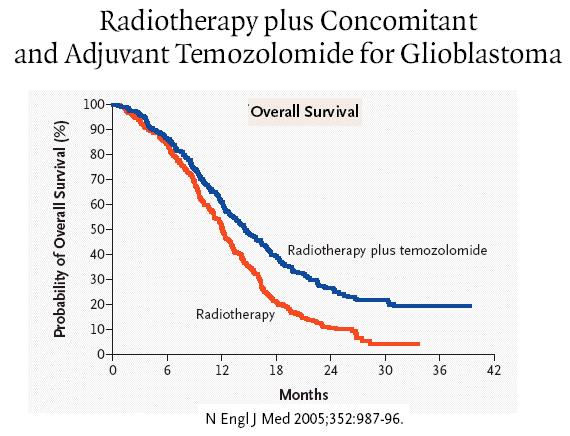 Radiotherapy plus Concomitant
and Adjuvant Temozolomide for Glioblastoma
Overall Survival
Probability of Overall Survival (%)
100
90
80
70
60
50
40
30
20
10
0
Radiotherapy plus temozolomide
Radiotherapy
0 6 12 18 24 30 36 42
Months
N Engl J Med 2005;352:987-96.